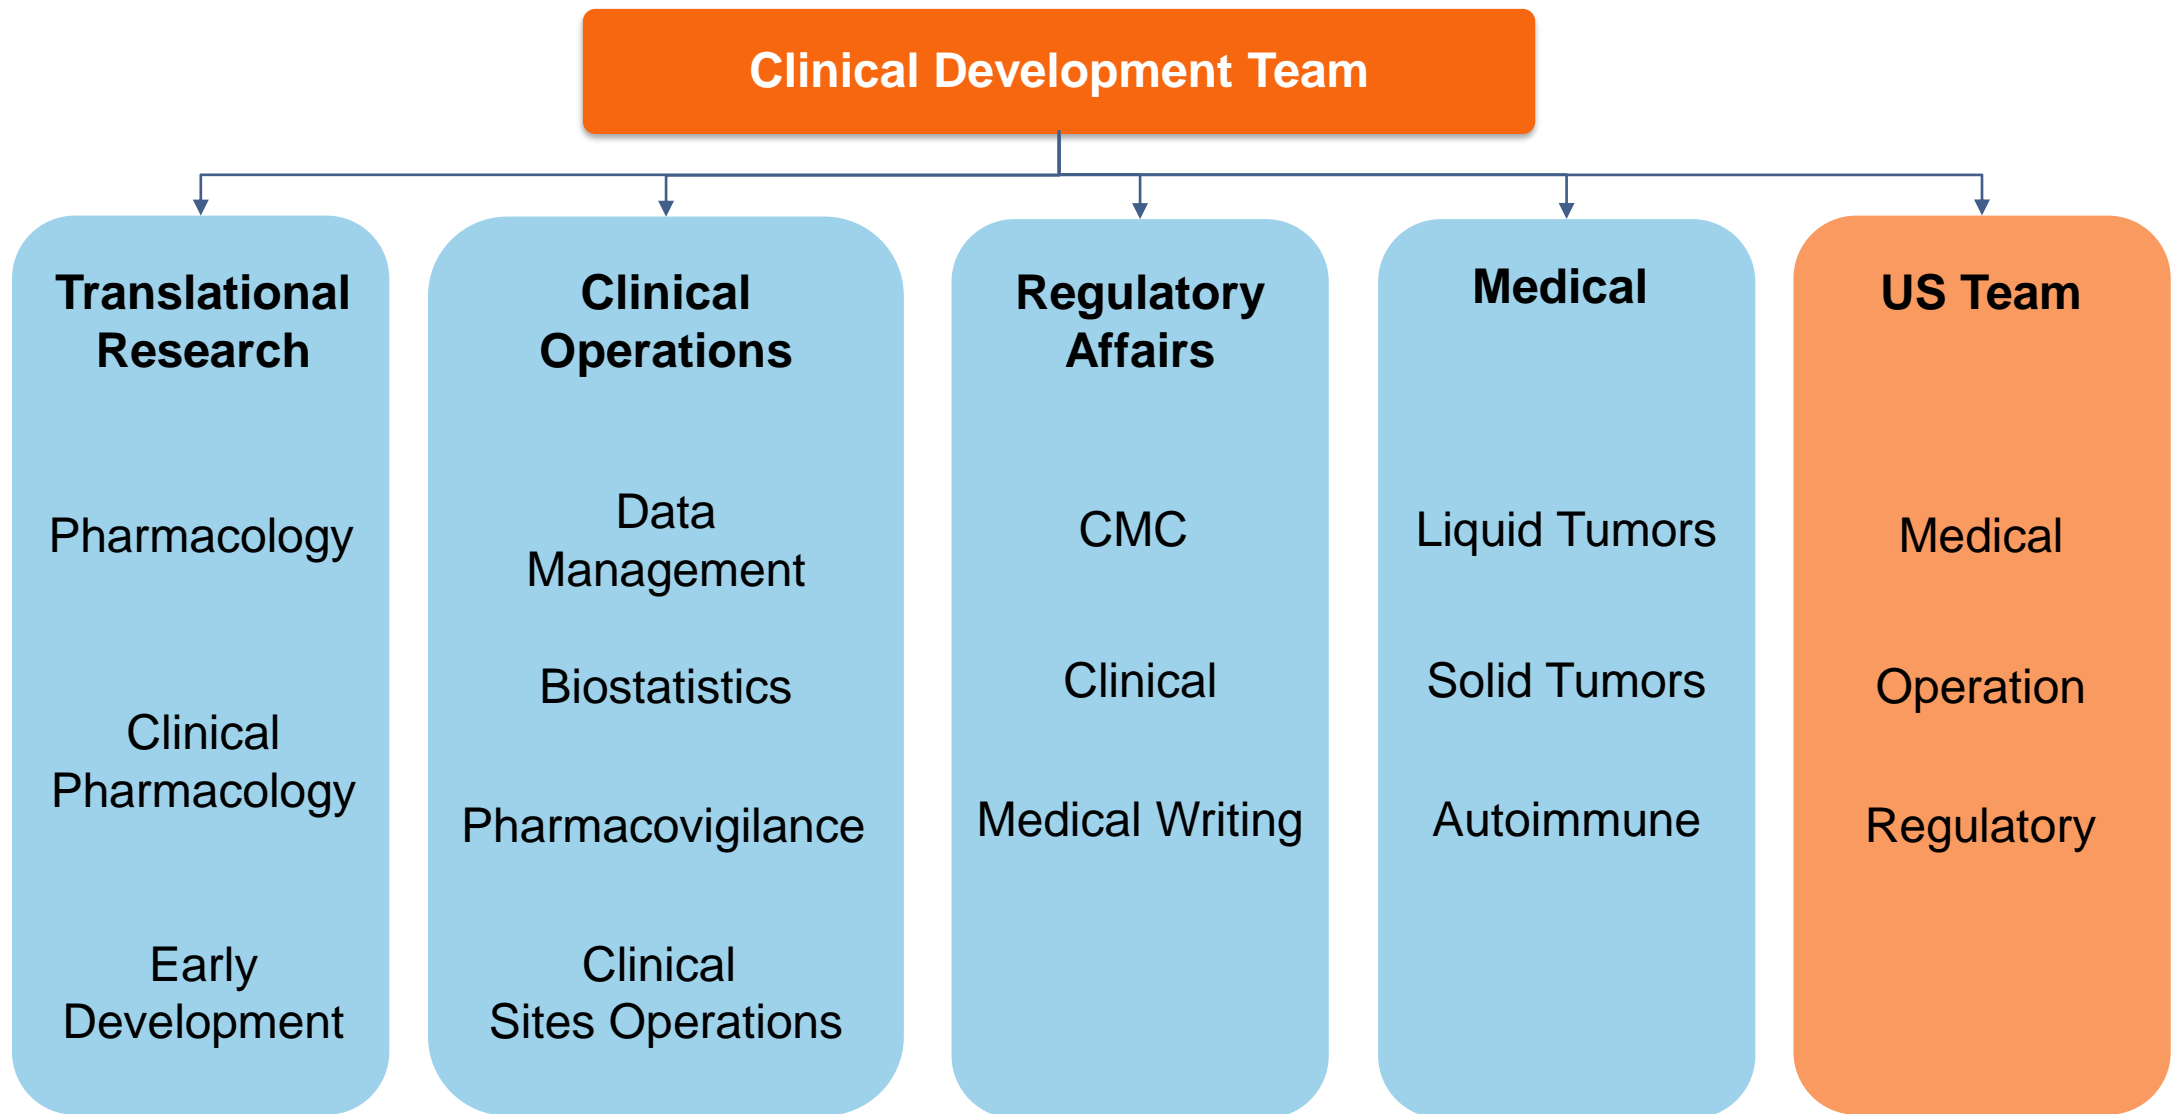 Clinical Development Team
Translational
Research
Pharmacology
Clinical
Pharmacology
Early
Development
Clinical
Operations
Data
Management
Biostatistics
Pharmacovigilance
Clinical
Sites Operations
Regulatory
Affairs
CMC
Clinical
Medical Writing
Medical
Liquid Tumors
Solid Tumors
Autoimmune
US Team
Medical
Operation
Regulatory